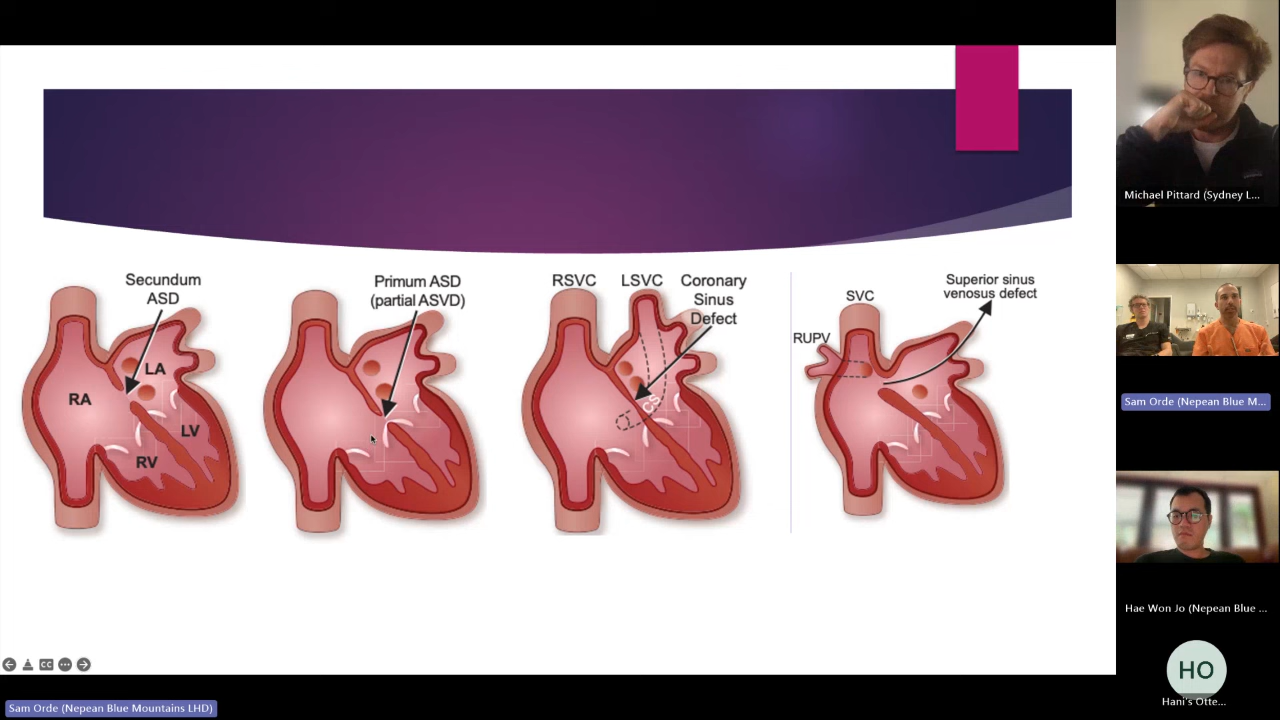 Secundum
ASD
LA
RA
LV
RV
Primum ASD
(partial ASVD)
RSVC
LSVC
Coronary
Sinus
Defect
CS
SVC
RUPV
Superior sinus
venosus defect
CC
Michael Pittard (Sydney L...
Sam Orde (Nepean Blue M...
Hae Won Jo (Nepean Blue ...
HO
Hani's Otte...
Sam Orde (Nepean Blue Mountains LHD)